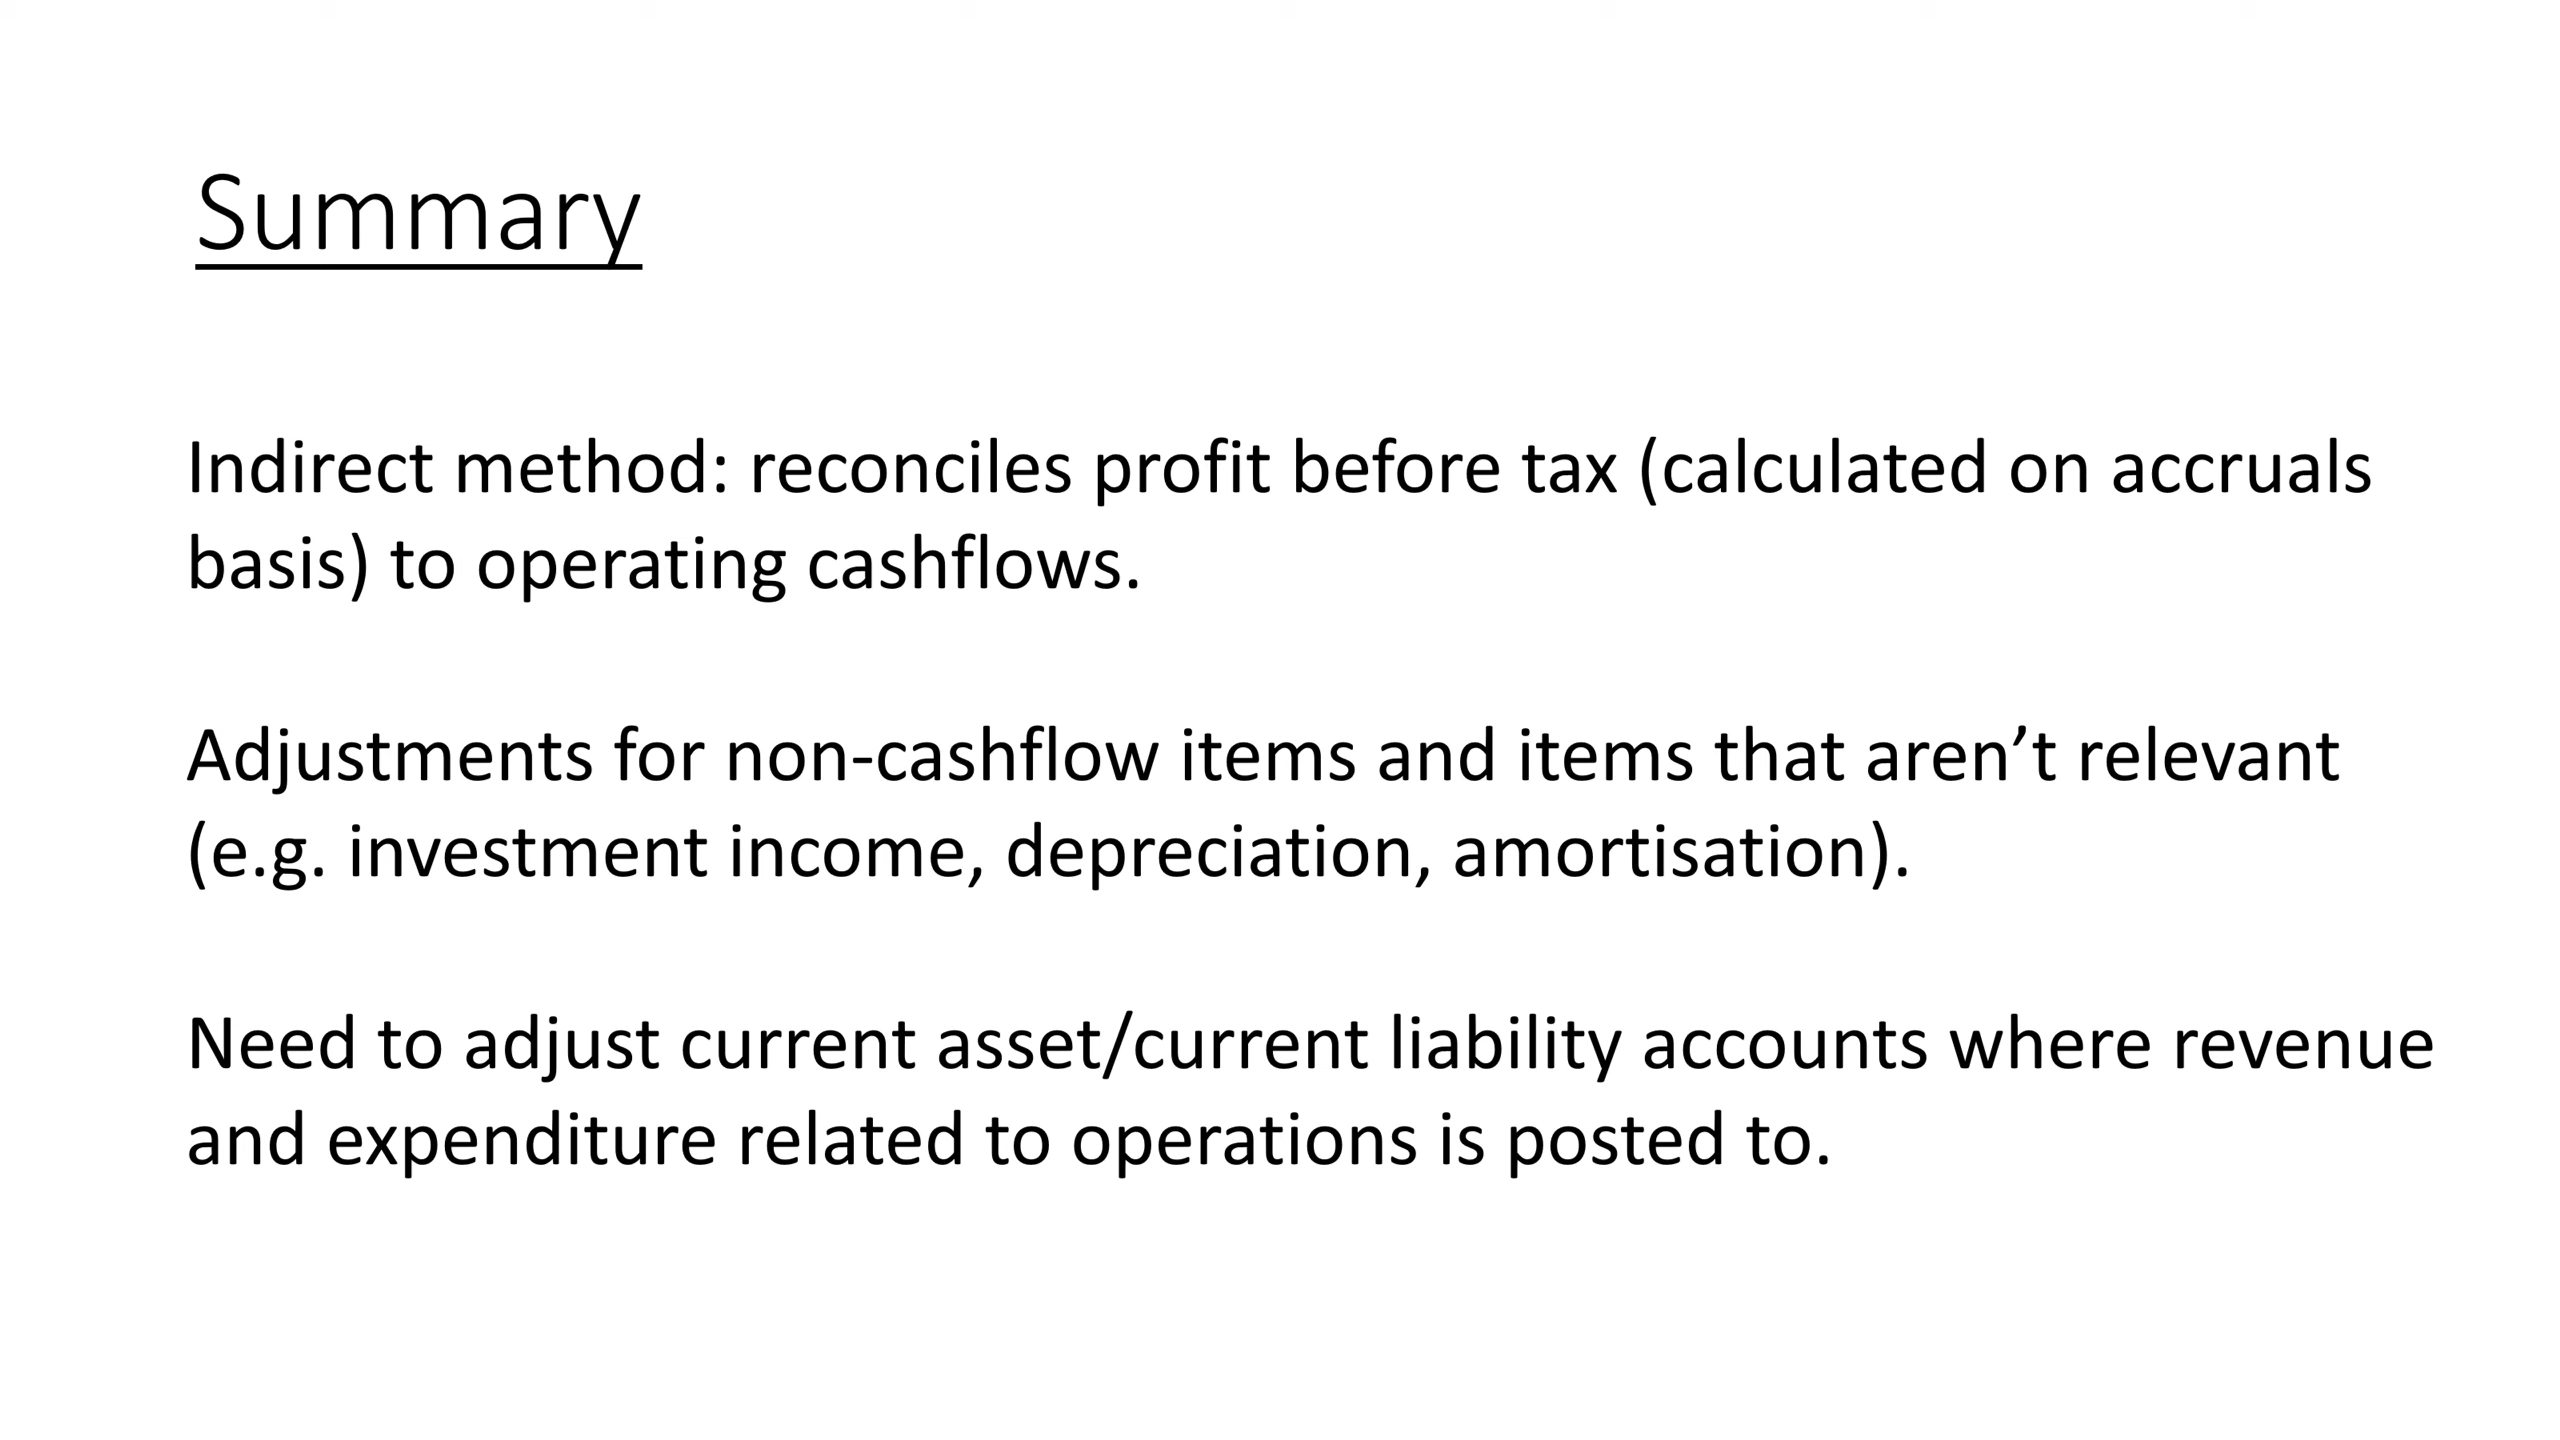 Summary
Indirect method: reconciles profit before tax (calculated on accruals
basis) to operating cashflows.
Adjustments for non-cashflow items and items that aren’t relevant
(e.g. investment income, depreciation, amortisation).
Need to adjust current asset/current liability accounts where revenue
and expenditure related to operations is posted to.